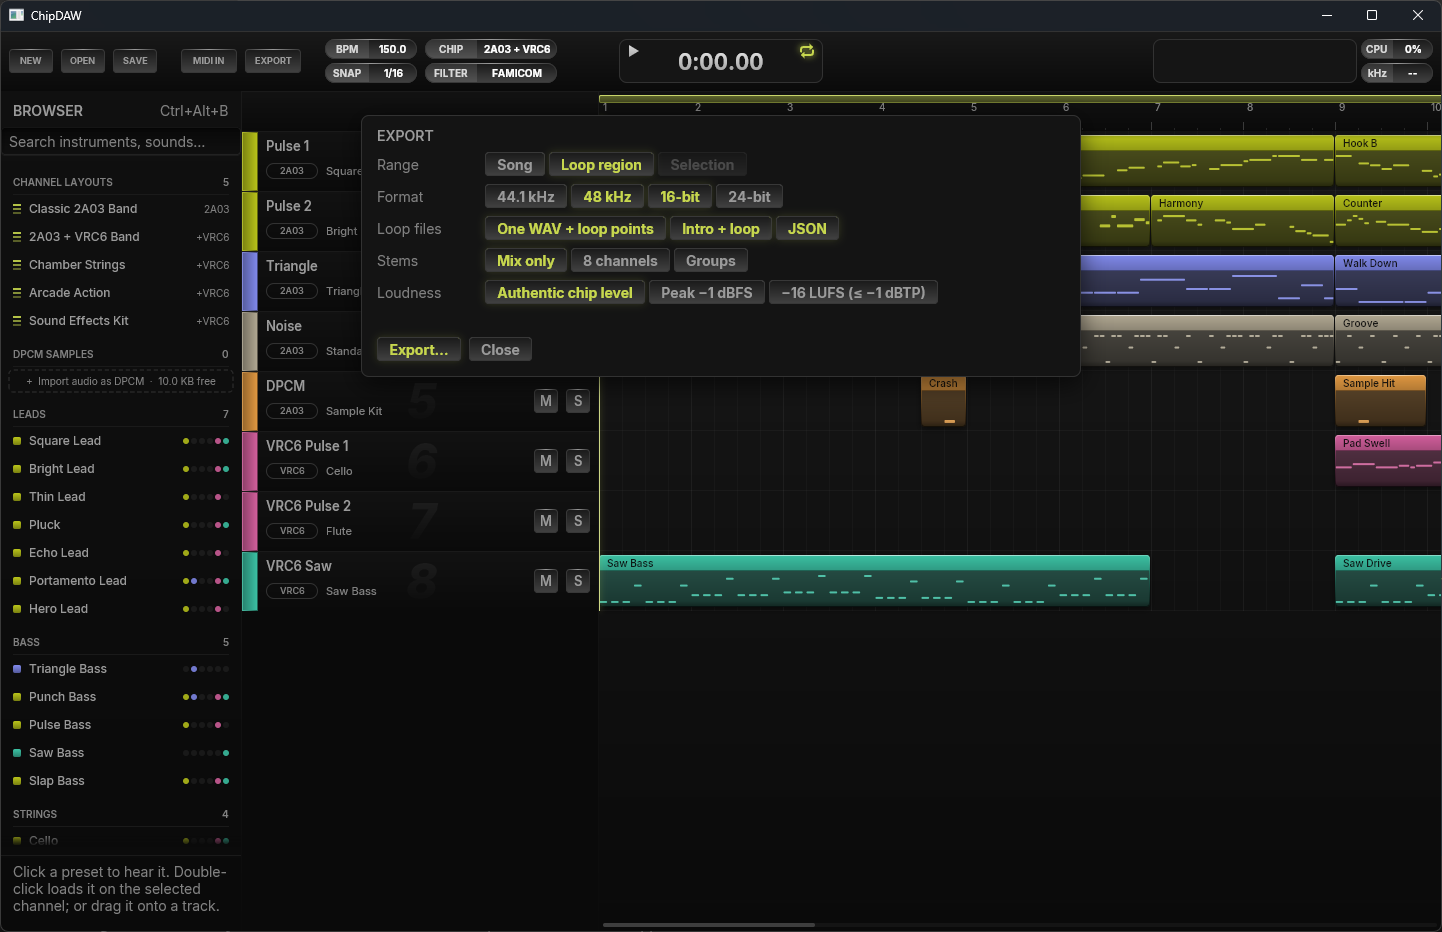 ChipDAW
NEW OPEN SAVE MIDI IN EXPORT
BPM 150.0 CHIP 2A03 + VRC6
SNAP 1/16 FILTER FAMICOM
0:00.00
CPU 0%
kHz --
BROWSER Ctrl+Alt+B
Search instruments, sounds...
CHANNEL LAYOUTS 5
Classic 2A03 Band 2A03
2A03 + VRC6 Band +VRC6
Chamber Strings +VRC6
Arcade Action +VRC6
Sound Effects Kit +VRC6
DPCM SAMPLES 0
+ Import audio as DPCM · 10.0 KB free
LEADS 7
Square Lead
Bright Lead
Thin Lead
Pluck
Echo Lead
Portamento Lead
Hero Lead
BASS 5
Triangle Bass
Punch Bass
Pulse Bass
Saw Bass
Slap Bass
STRINGS 4
Cello
Click a preset to hear it. Double-
click loads it on the selected
channel; or drag it onto a track.
1 2 3 4 5 6 7 8 9 10
Pulse 1
2A03 Square
Pulse 2
2A03 Bright
Triangle
2A03 Triang
Noise
2A03 Standa
DPCM
2A03 Sample Kit 5 M S
VRC6 Pulse 1
VRC6 Cello 6 M S
VRC6 Pulse 2
VRC6 Flute 7 M S
VRC6 Saw
VRC6 Saw Bass 8 M S
EXPORT
Range Song Loop region Selection
Format 44.1 kHz 48 kHz 16-bit 24-bit
Loop files One WAV + loop points Intro + loop JSON
Stems Mix only 8 channels Groups
Loudness Authentic chip level Peak −1 dBFS −16 LUFS (≤ −1 dBTP)
Export... Close
Hook B
Harmony Counter
Walk Down
Groove
Crash Sample Hit
Pad Swell
Saw Bass Saw Drive